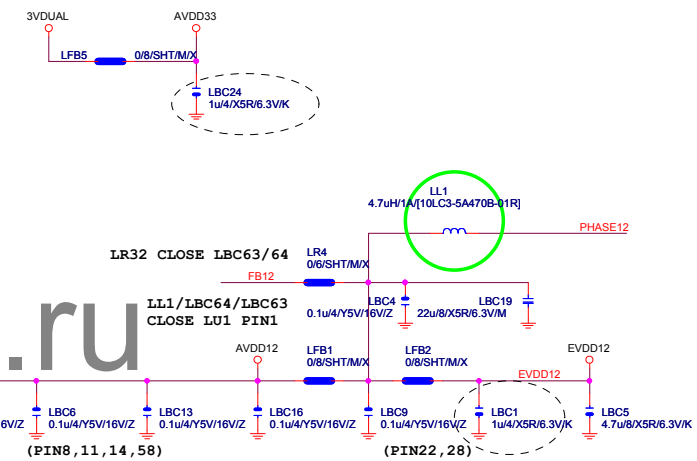 3VDUAL
AVDD33
LFB5
0/8/SHT/M/X
LBC24
1u/4/X5R/6.3V/K
LL1
4.7uH/1A/[10LC3-5A470B-01R]
PHASE12
LR32 CLOSE LBC63/64
LR4
0/6/SHT/M/X
FB12
LL1/LBC64/LBC63
CLOSE LU1 PIN1
LBC4
0.1u/4/Y5V/16V/Z
LBC19
22u/8/X5R/6.3V/M
.ru
AVDD12
LFB1
0/8/SHT/M/X
LFB2
0/8/SHT/M/X
EVDD12
EVDD12
6V/Z
LBC6
0.1u/4/Y5V/16V/Z
LBC13
0.1u/4/Y5V/16V/Z
LBC16
0.1u/4/Y5V/16V/Z
LBC9
0.1u/4/Y5V/16V/Z
LBC1
1u/4/X5R/6.3V/K
LBC5
4.7u/8/X5R/6.3V/K
(PIN8,11,14,58)
(PIN22,28)